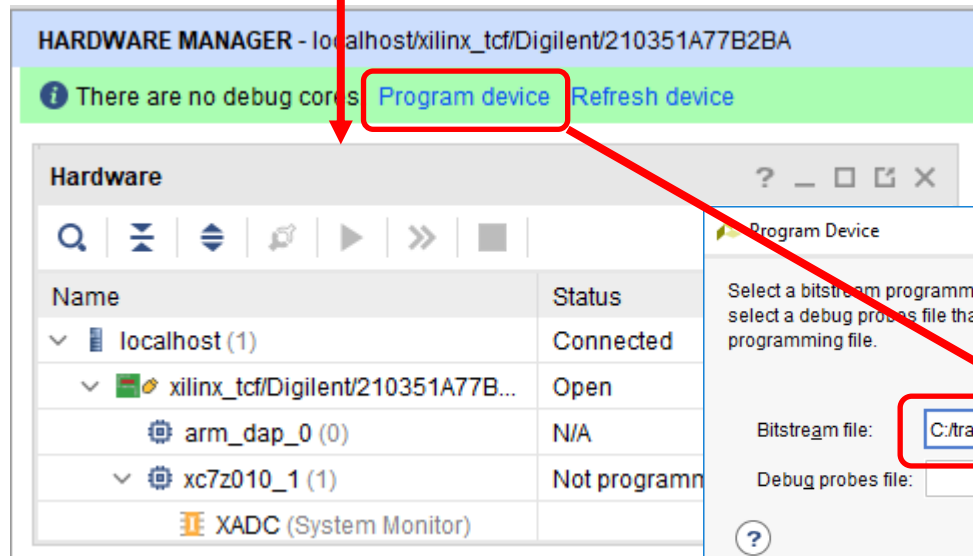 HARDWARE MANAGER - localhost/xilinx_tcf/Digilent/210351A77B2BA
There are no debug cores Program device Refresh device
Hardware
Name Status
localhost (1) Connected
xilinx_tcf/Digilent/210351A77B... Open
arm_dap_0 (0) N/A
xc7z010_1 (1) Not programm
XADC (System Monitor)
Program Device
Select a bitstream programm
select a debug probes file tha
programming file.
Bitstream file: C:/tra
Debug probes file: